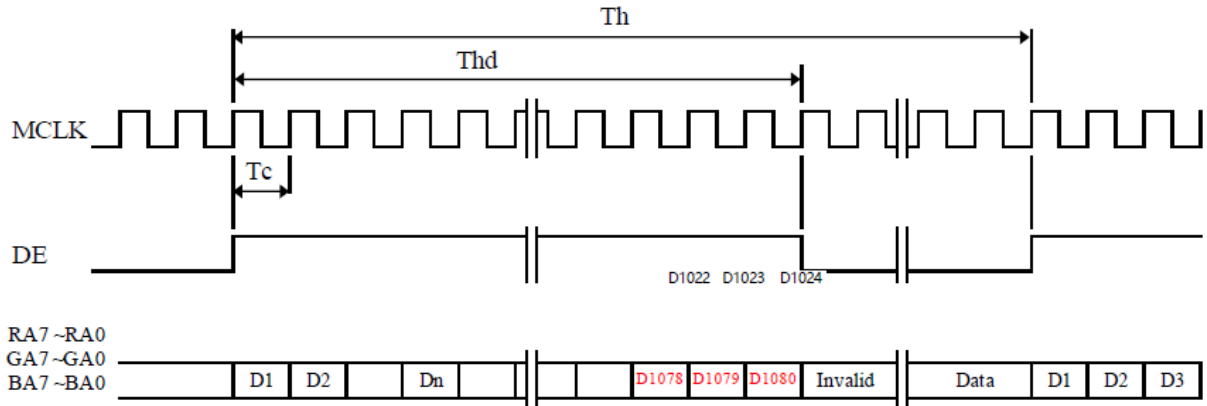 Th
Thd
MCLK
Tc
DE
D1022 D1023 D1024
RA7 ~RA0
GA7 ~GA0
BA7 ~BA0 D1 D2 Dn D1078 D1079 D1080 Invalid Data D1 D2 D3